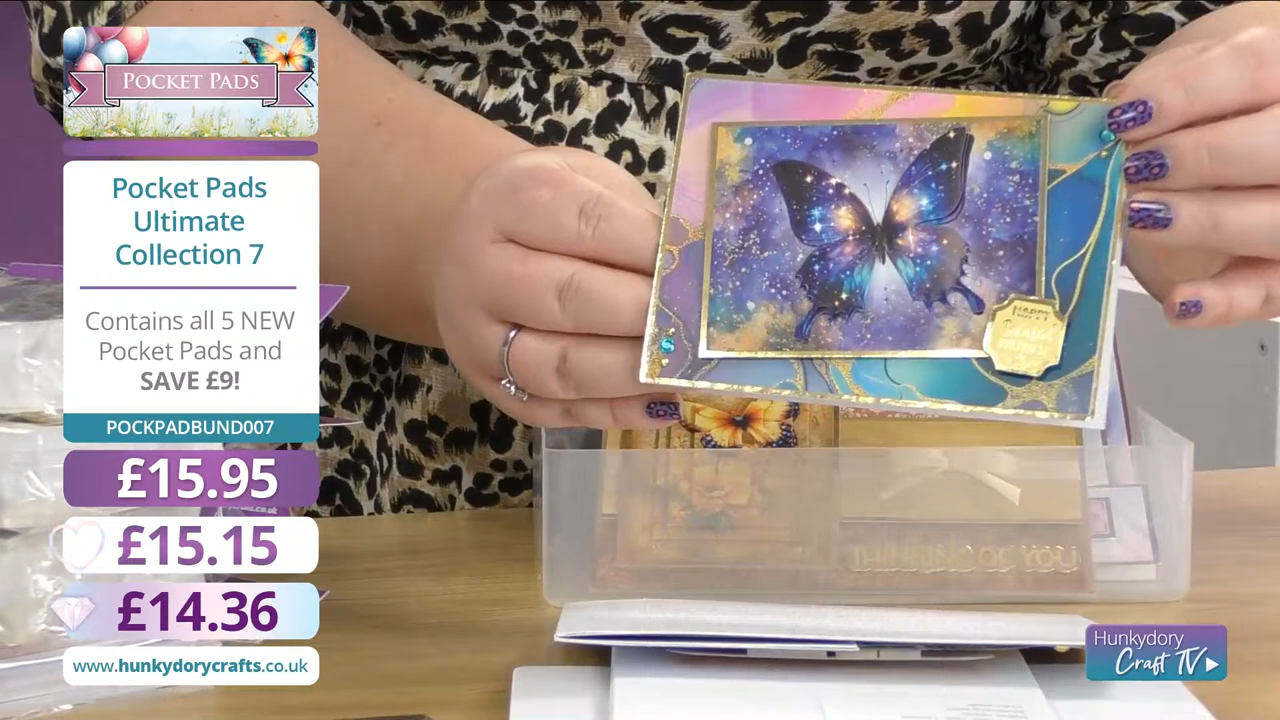 POCKET PADS
Pocket Pads
Ultimate
Collection 7
Contains all 5 NEW
Pocket Pads and
SAVE £9!
POCKPADBUND007
£15.95
£15.15
£14.36
www.hunkydorycrafts.co.uk
HAPPY
THINKING OF YOU
Hunkydory
Craft TV